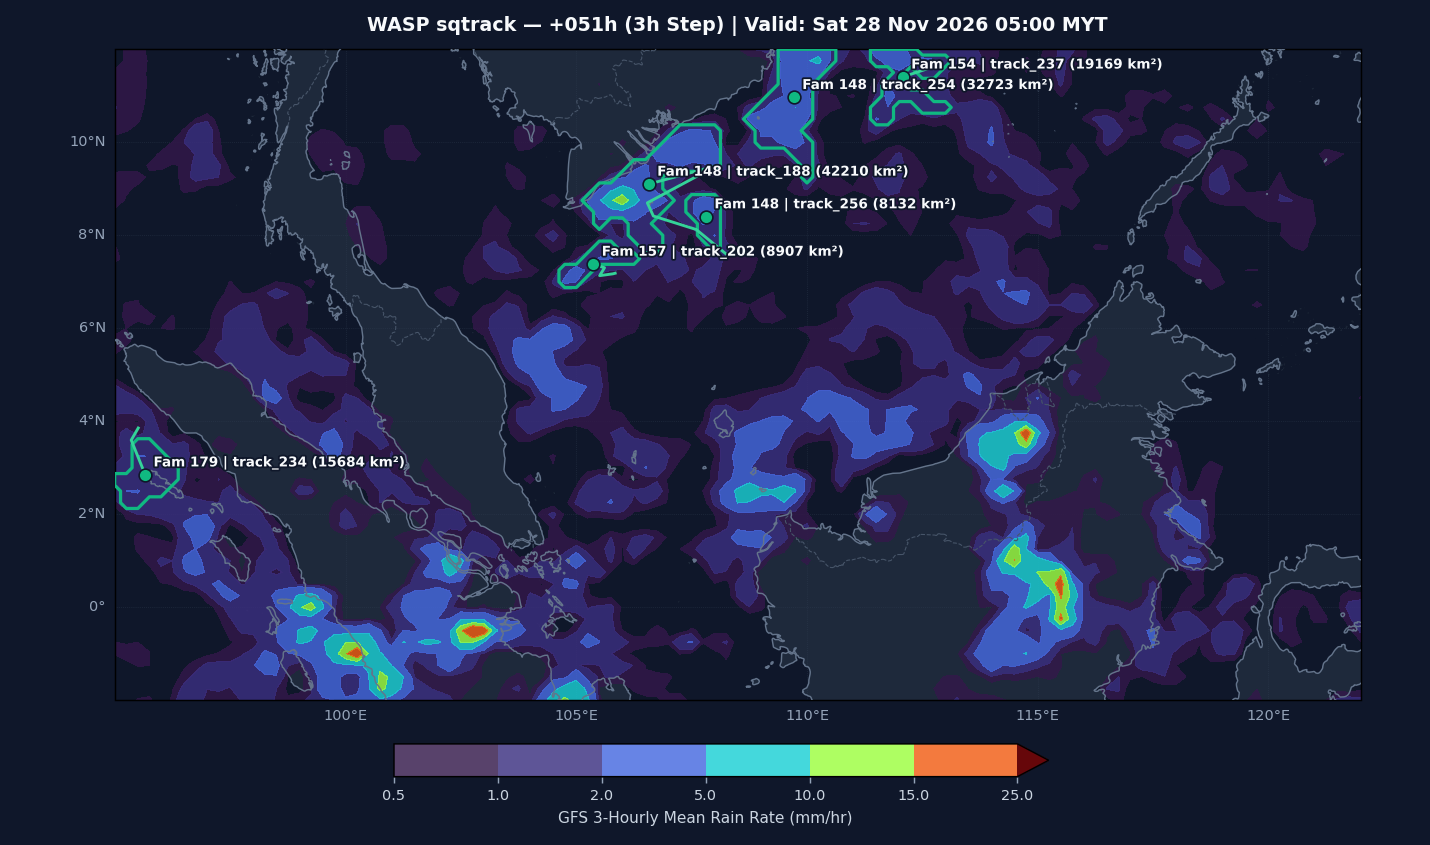 WASP sqtrack — +051h (3h Step) | Valid: Sat 28 Nov 2026 05:00 MYT
Fam 154 | track_237 (19169 km²)
Fam 148 | track_254 (32723 km²)
10°N
Fam 148 | track_188 (42210 km²)
Fam 148 | track_256 (8132 km²)
8°N
Fam 157 | track_202 (8907 km²)
6°N
4°N
Fam 179 | track_234 (15684 km²)
2°N
0°
100°E 105°E 110°E 115°E 120°E
0.5 1.0 2.0 5.0 10.0 15.0 25.0
GFS 3-Hourly Mean Rain Rate (mm/hr)